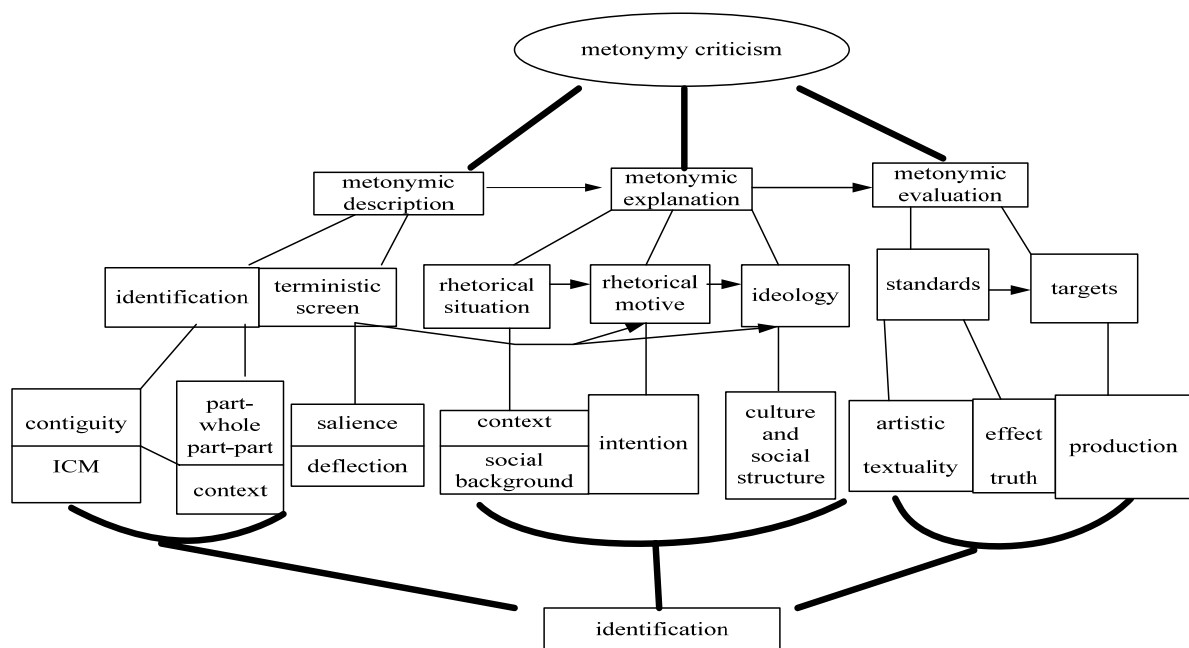 metonymy criticism
metonymic
description
metonymic
explanation
metonymic
evaluation
identification
terministic
screen
rhetorical
situation
rhetorical
motive
ideology
standards
targets
contiguity
ICM
part-
whole
part-part
context
salience
deflection
context
social
background
intention
culture
and
social
structure
artistic
textuality
effect
truth
production
identification